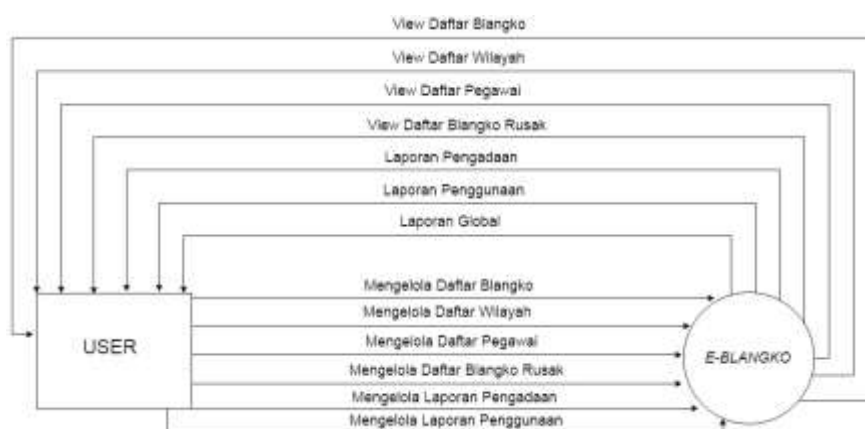 View Daftar Blangko
View Daftar Wilayah
View Daftar Pegawai
View Daftar Blangko Rusak
Laporan Pengadaan
Laporan Penggunaan
Laporan Global
Mengelola Daftar Blangko
Mengelola Daftar Wilayah
Mengelola Daftar Pegawai
Mengelola Daftar Blangko Rusak
Mengelola Laporan Pengadaan
Mengelola Laporan Penggunaan
USER
E-BLANGKO